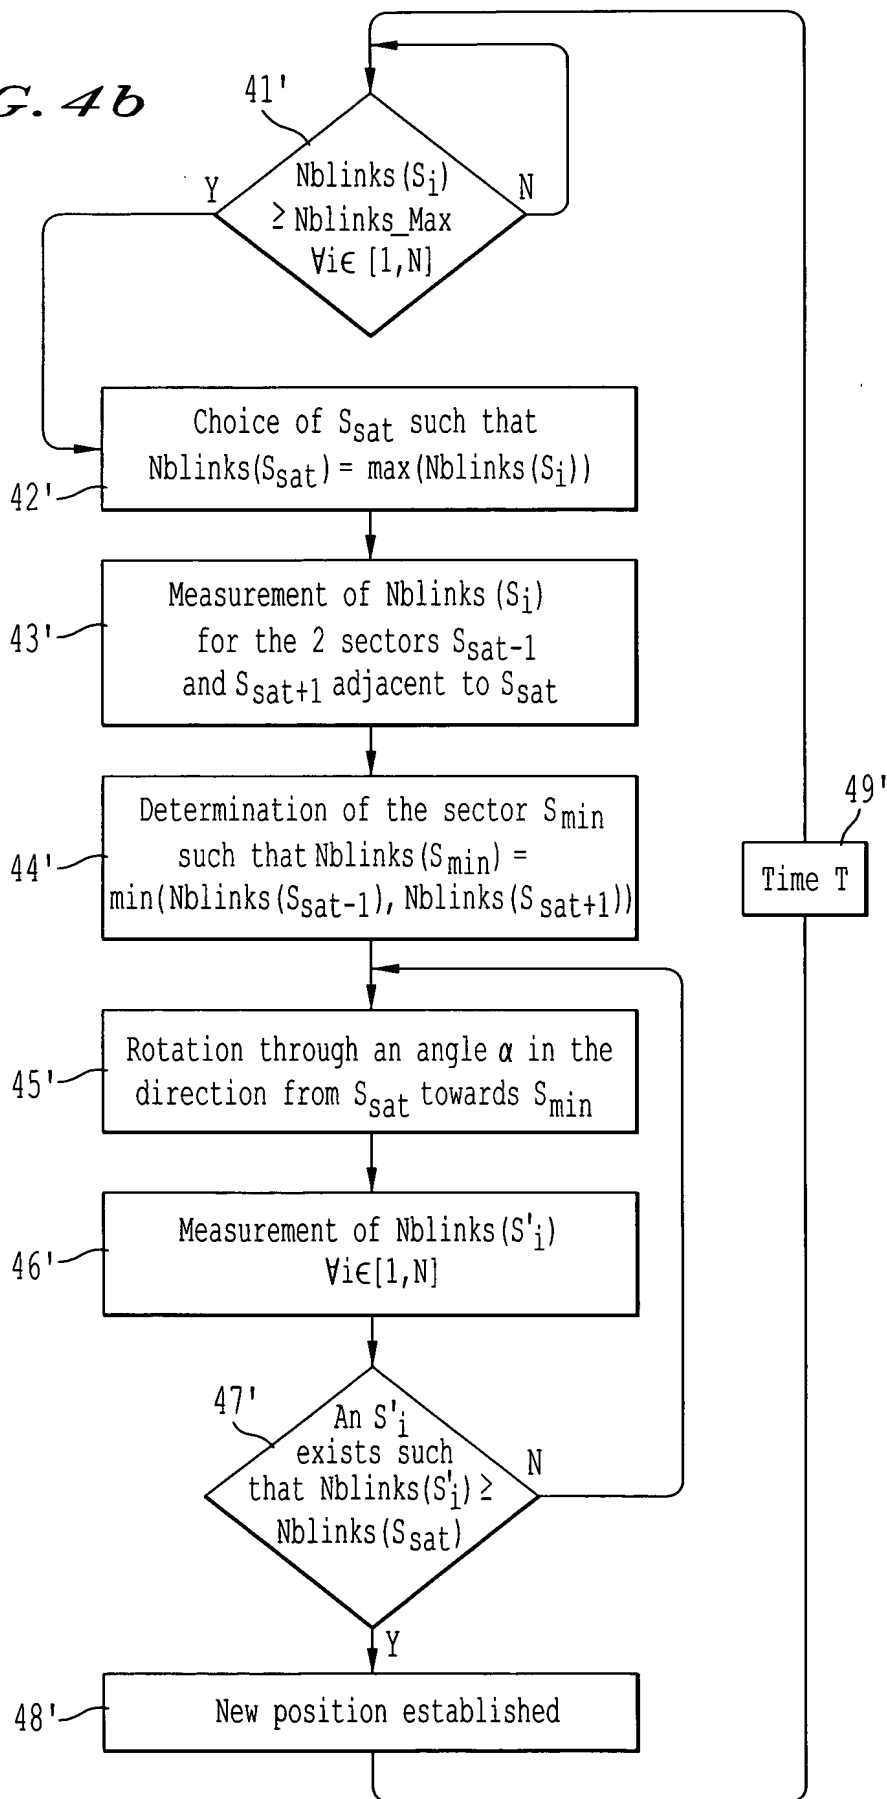 G. 4b
41'
Nblinks(Si)
≥ Nblinks_Max
∀i∈ [1,N]
Y
N
Choice of Ssat such that
Nblinks(Ssat) = max(Nblinks(Si))
42'
Measurement of Nblinks (Si)
for the 2 sectors Ssat-1
and Ssat+1 adjacent to Ssat
43'
Determination of the sector Smin
such that Nblinks(Smin) =
min(Nblinks(Ssat-1), Nblinks(Ssat+1))
44'
49'
Time T
Rotation through an angle α in the
direction from Ssat towards Smin
45'
Measurement of Nblinks(S'i)
∀i∈[1,N]
46'
47'
An S'i
exists such
that Nblinks(S'i) ≥
Nblinks(Ssat)
N
Y
New position established
48'